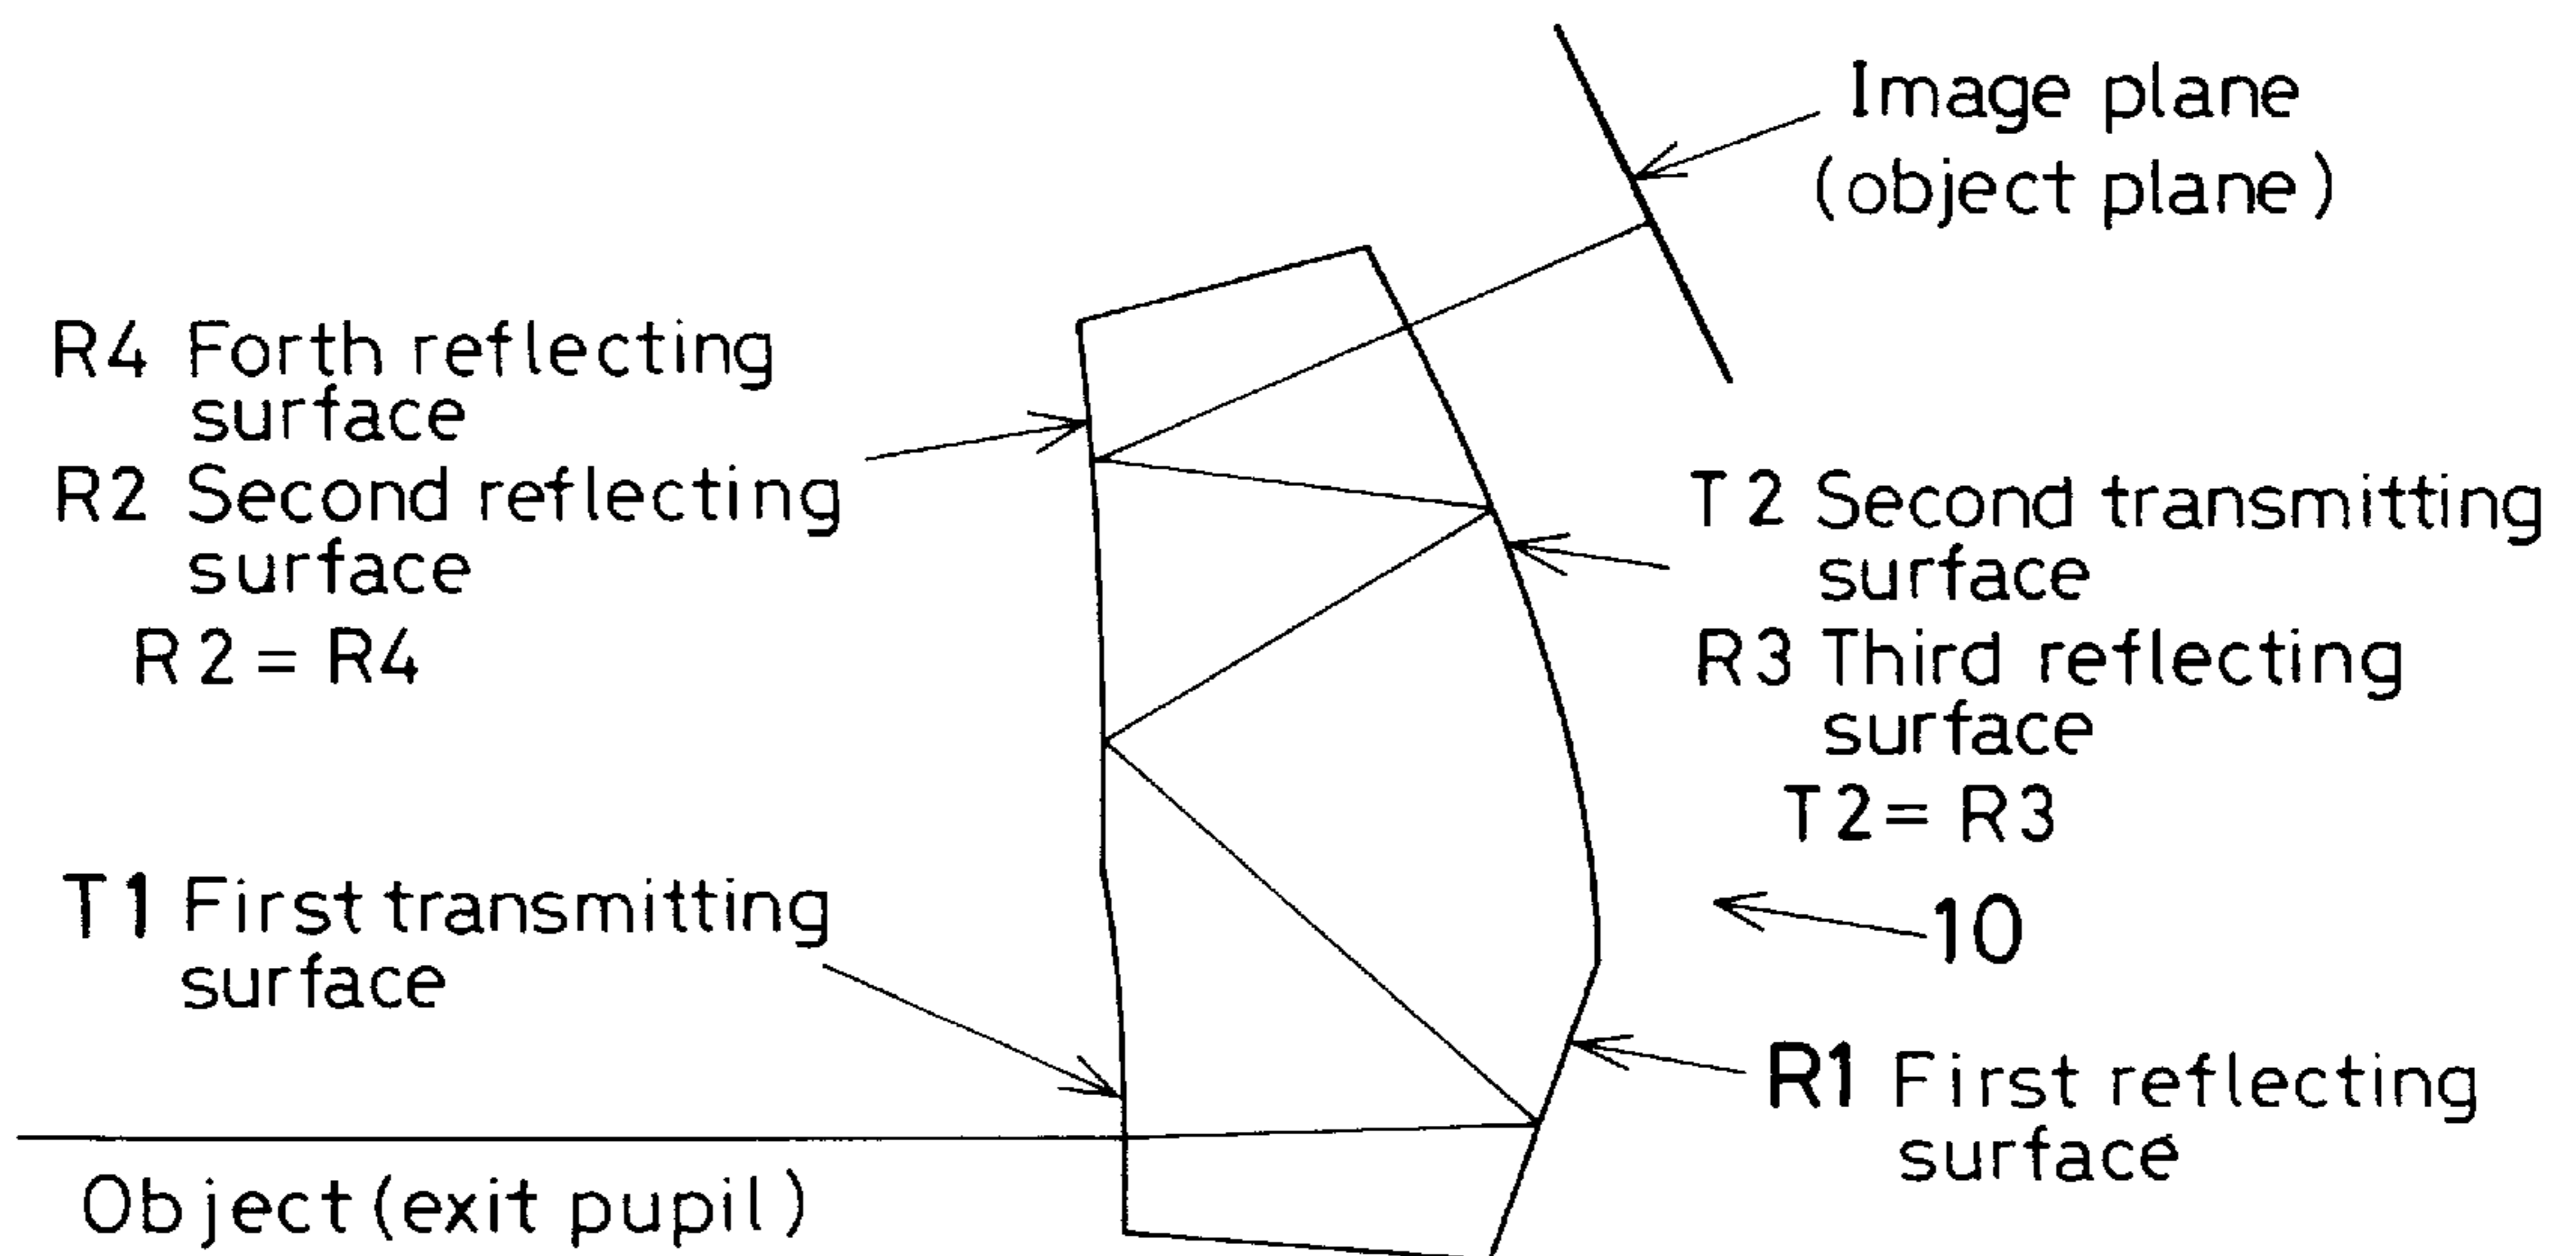 Image plane
(object plane)
R4 Forth reflecting
surface
R2 Second reflecting
surface
R2 = R4
T2 Second transmitting
surface
R3 Third reflecting
surface
T2 = R3
T1 First transmitting
surface
10
R1 First reflecting
surface
Object (exit pupil)